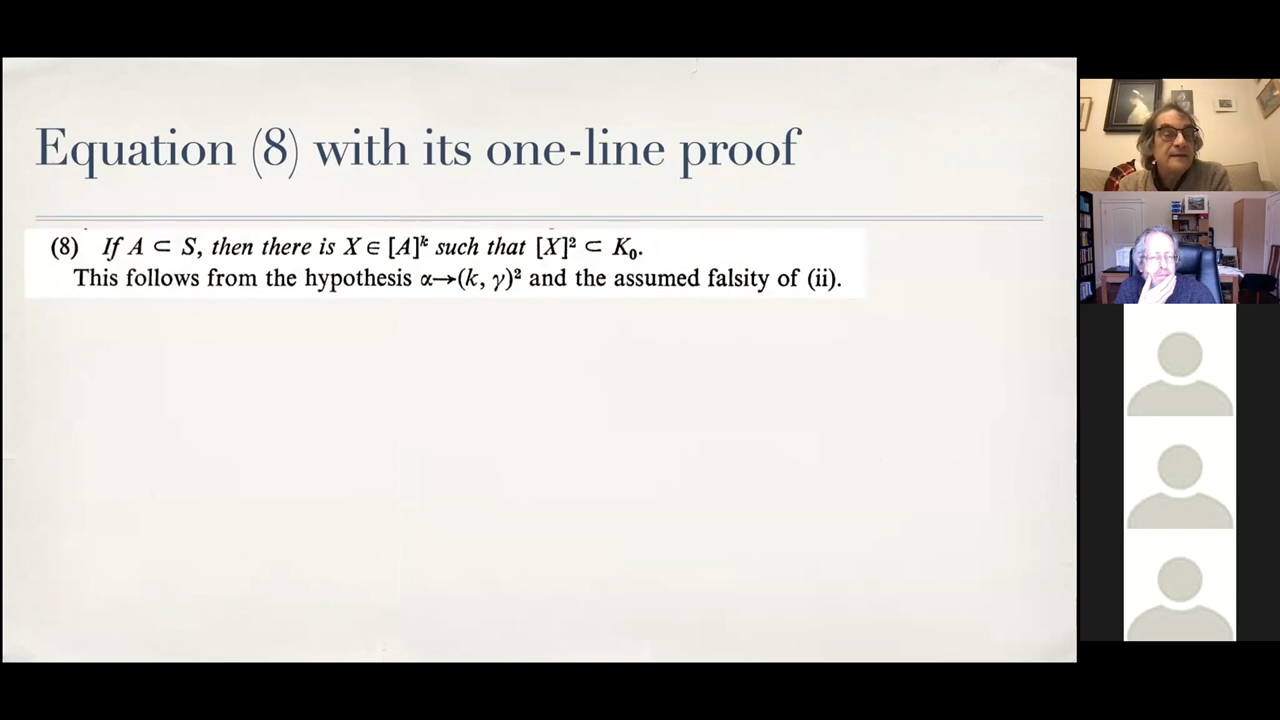 Equation (8) with its one-line proof
(8) If A ⊂ S, then there is X ∈ [A]ᵏ such that [X]² ⊂ K₀.
This follows from the hypothesis α→(k, γ)² and the assumed falsity of (ii).